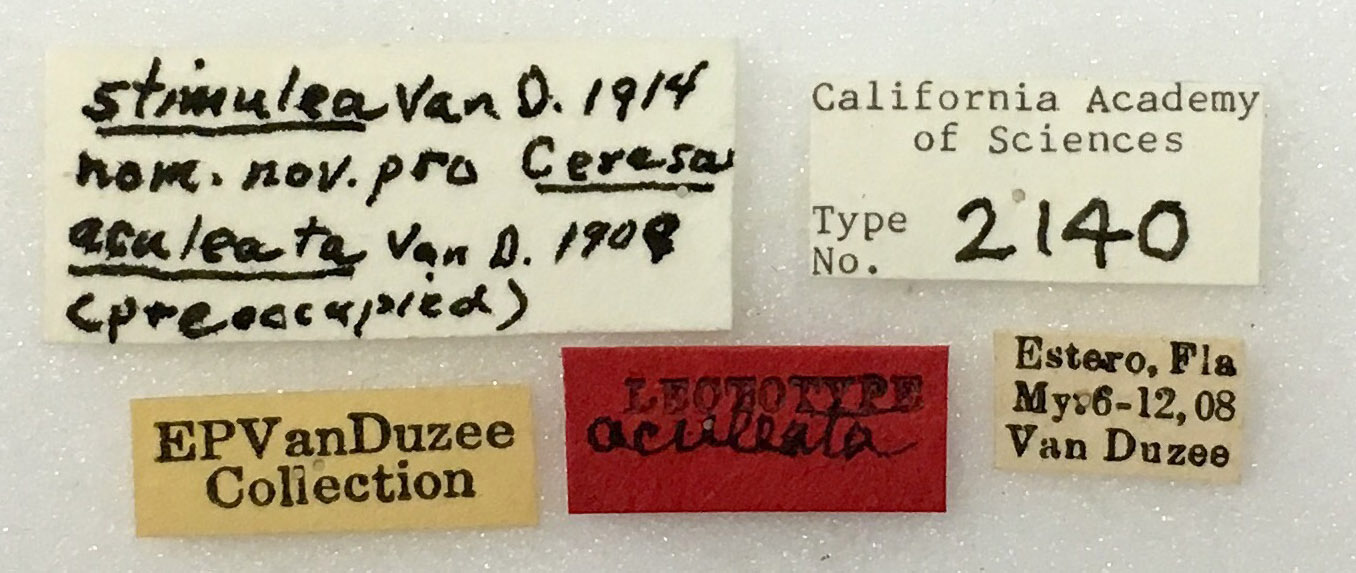 stimulea Van D. 1914
nom. nov. pro Ceresa
aculeata Van D. 1909
(preoccupied)
California Academy
of Sciences
Type
No. 2140
EPVanDuzee
Collection
LECTOTYPE
aculeata
Estero, Fla
My.6-12, 08
Van Duzee